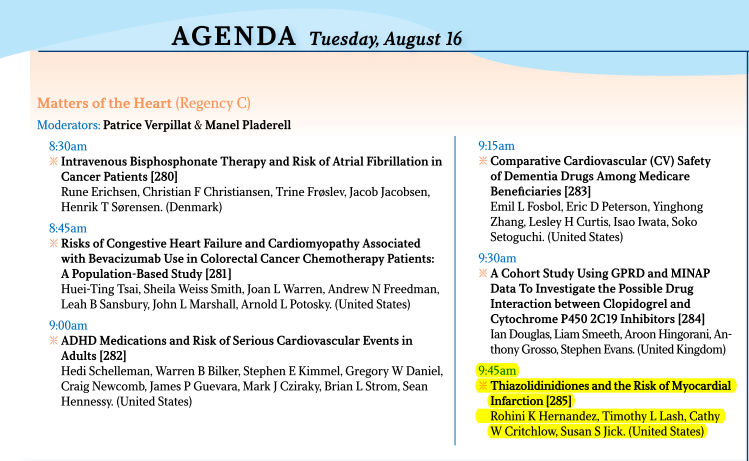 AGENDA Tuesday, August 16
Matters of the Heart (Regency C)
Moderators: Patrice Verpillat & Manel Pladerell
8:30am
※ Intravenous Bisphosphonate Therapy and Risk of Atrial Fibrillation in
Cancer Patients [280]
Rune Erichsen, Christian F Christiansen, Trine Frøslev, Jacob Jacobsen,
Henrik T Sørensen. (Denmark)
8:45am
※ Risks of Congestive Heart Failure and Cardiomyopathy Associated
with Bevacizumab Use in Colorectal Cancer Chemotherapy Patients:
A Population-Based Study [281]
Huei-Ting Tsai, Sheila Weiss Smith, Joan L Warren, Andrew N Freedman,
Leah B Sansbury, John L Marshall, Arnold L Potosky. (United States)
9:00am
※ ADHD Medications and Risk of Serious Cardiovascular Events in
Adults [282]
Hedi Schelleman, Warren B Bilker, Stephen E Kimmel, Gregory W Daniel,
Craig Newcomb, James P Guevara, Mark J Cziraky, Brian L Strom, Sean
Hennessy. (United States)
9:15am
※ Comparative Cardiovascular (CV) Safety
of Dementia Drugs Among Medicare
Beneficiaries [283]
Emil L Fosbol, Eric D Peterson, Yinghong
Zhang, Lesley H Curtis, Isao Iwata, Soko
Setoguchi. (United States)
9:30am
※ A Cohort Study Using GPRD and MINAP
Data To Investigate the Possible Drug
Interaction between Clopidogrel and
Cytochrome P450 2C19 Inhibitors [284]
Ian Douglas, Liam Smeeth, Aroon Hingorani, An-
thony Grosso, Stephen Evans. (United Kingdom)
9:45am
※ Thiazolidinidiones and the Risk of Myocardial
Infarction [285]
Rohini K Hernandez, Timothy L Lash, Cathy
W Critchlow, Susan S Jick. (United States)